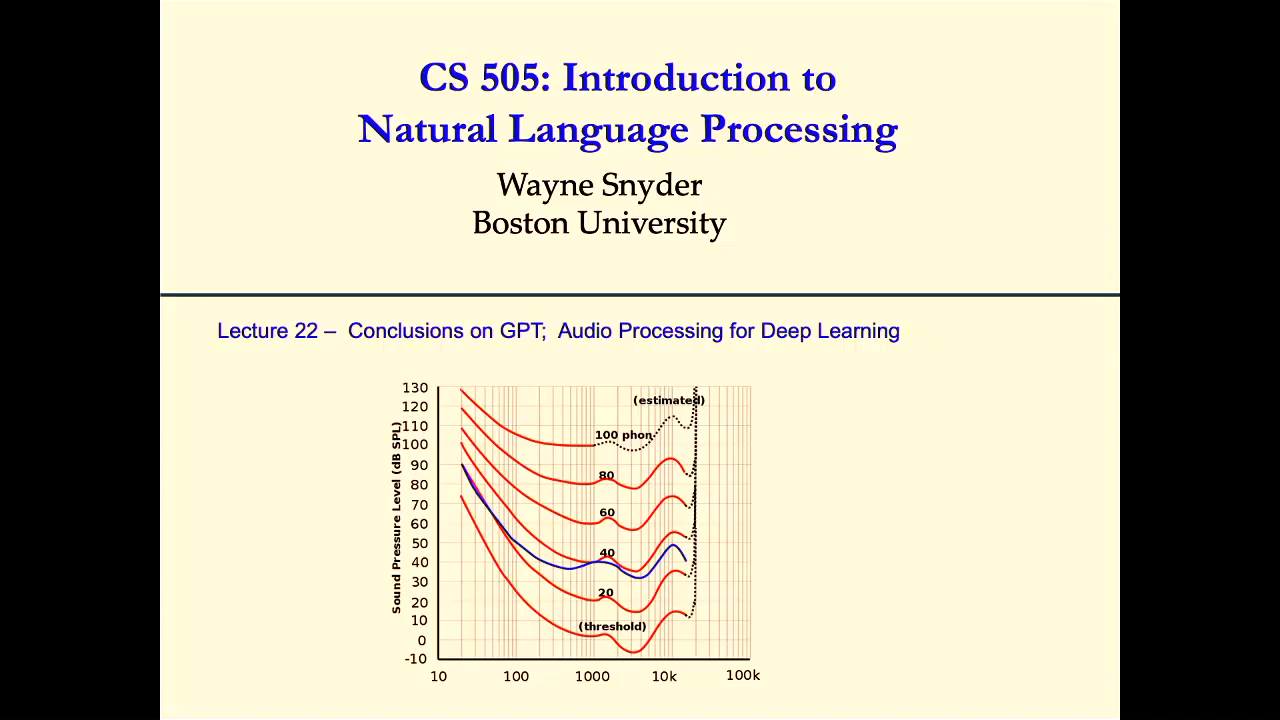 CS 505: Introduction to
Natural Language Processing
Wayne Snyder
Boston University
Lecture 22 – Conclusions on GPT; Audio Processing for Deep Learning
Sound Pressure Level (dB SPL)
130
120
110
100
90
80
70
60
50
40
30
20
10
0
-10
(estimated)
100 phon
80
60
40
20
(threshold)
10
100
1000
10k
100k